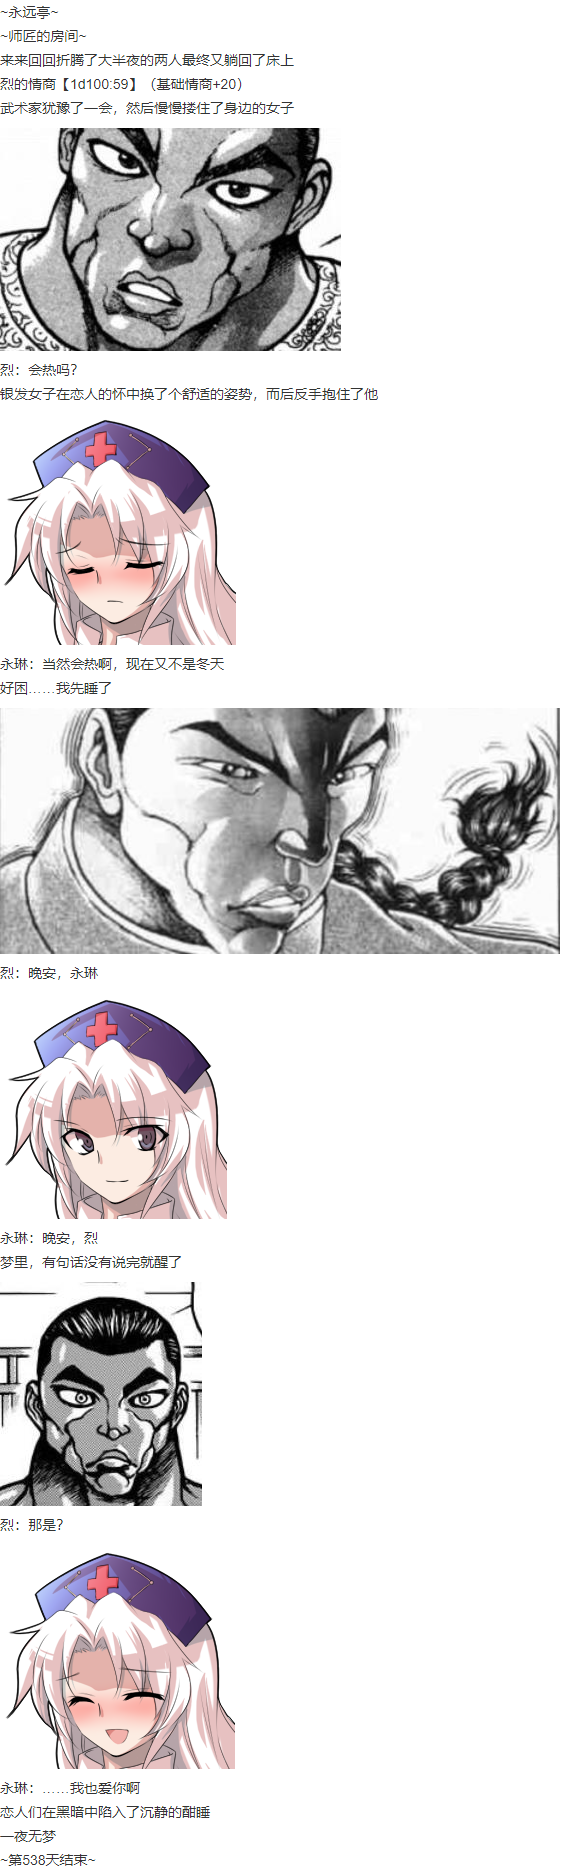 ~永远亭~
~师匠的房间~
来来回回折腾了大半夜的两人最终又躺回了床上
烈的情商【1d100:59】（基础情商+20）
武术家犹豫了一会，然后慢慢搂住了身边的女子
烈：会热吗？
银发女子在恋人的怀中换了个舒适的姿势，而后反手抱住了他
永琳：当然会热啊，现在又不是冬天
好困……我先睡了
烈：晚安，永琳
永琳：晚安，烈
梦里，有句话没有说完就醒了
烈：那是？
永琳：……我也爱你啊
恋人们在黑暗中陷入了沉静的酣睡
一夜无梦
~第538天结束~